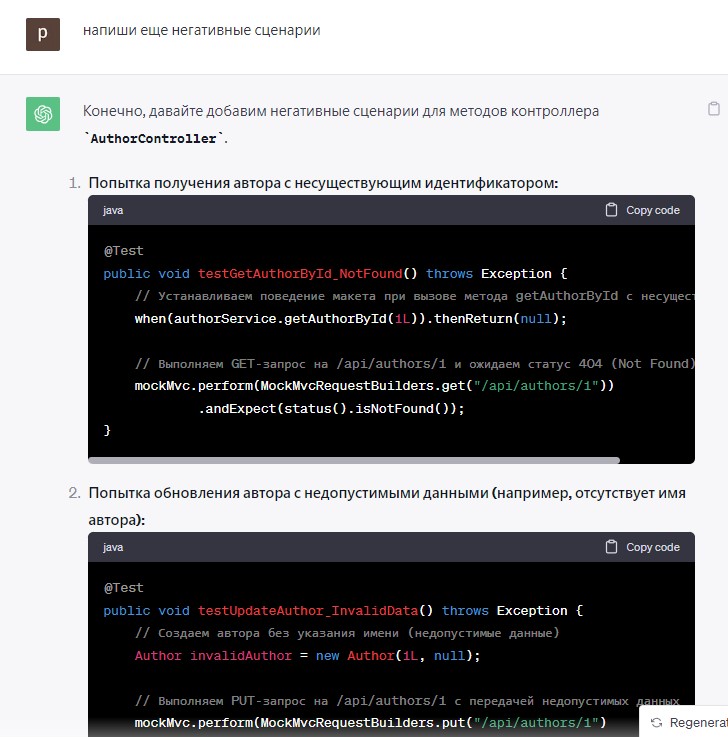 p
напиши еще негативные сценарии
Конечно, давайте добавим негативные сценарии для методов контроллера
`AuthorController`.
1. Попытка получения автора с несуществующим идентификатором:
java Copy code
@Test
public void testGetAuthorById_NotFound() throws Exception {
// Устанавливаем поведение макета при вызове метода getAuthorById с несущест
when(authorService.getAuthorById(1L)).thenReturn(null);
// Выполняем GET-запрос на /api/authors/1 и ожидаем статус 404 (Not Found)
mockMvc.perform(MockMvcRequestBuilders.get("/api/authors/1"))
.andExpect(status().isNotFound());
}
2. Попытка обновления автора с недопустимыми данными (например, отсутствует имя
автора):
java Copy code
@Test
public void testUpdateAuthor_InvalidData() throws Exception {
// Создаем автора без указания имени (недопустимые данные)
Author invalidAuthor = new Author(1L, null);
// Выполняем PUT-запрос на /api/authors/1 с передачей недопустимых данных
mockMvc.perform(MockMvcRequestBuilders.put("/api/authors/1")
Regenerat